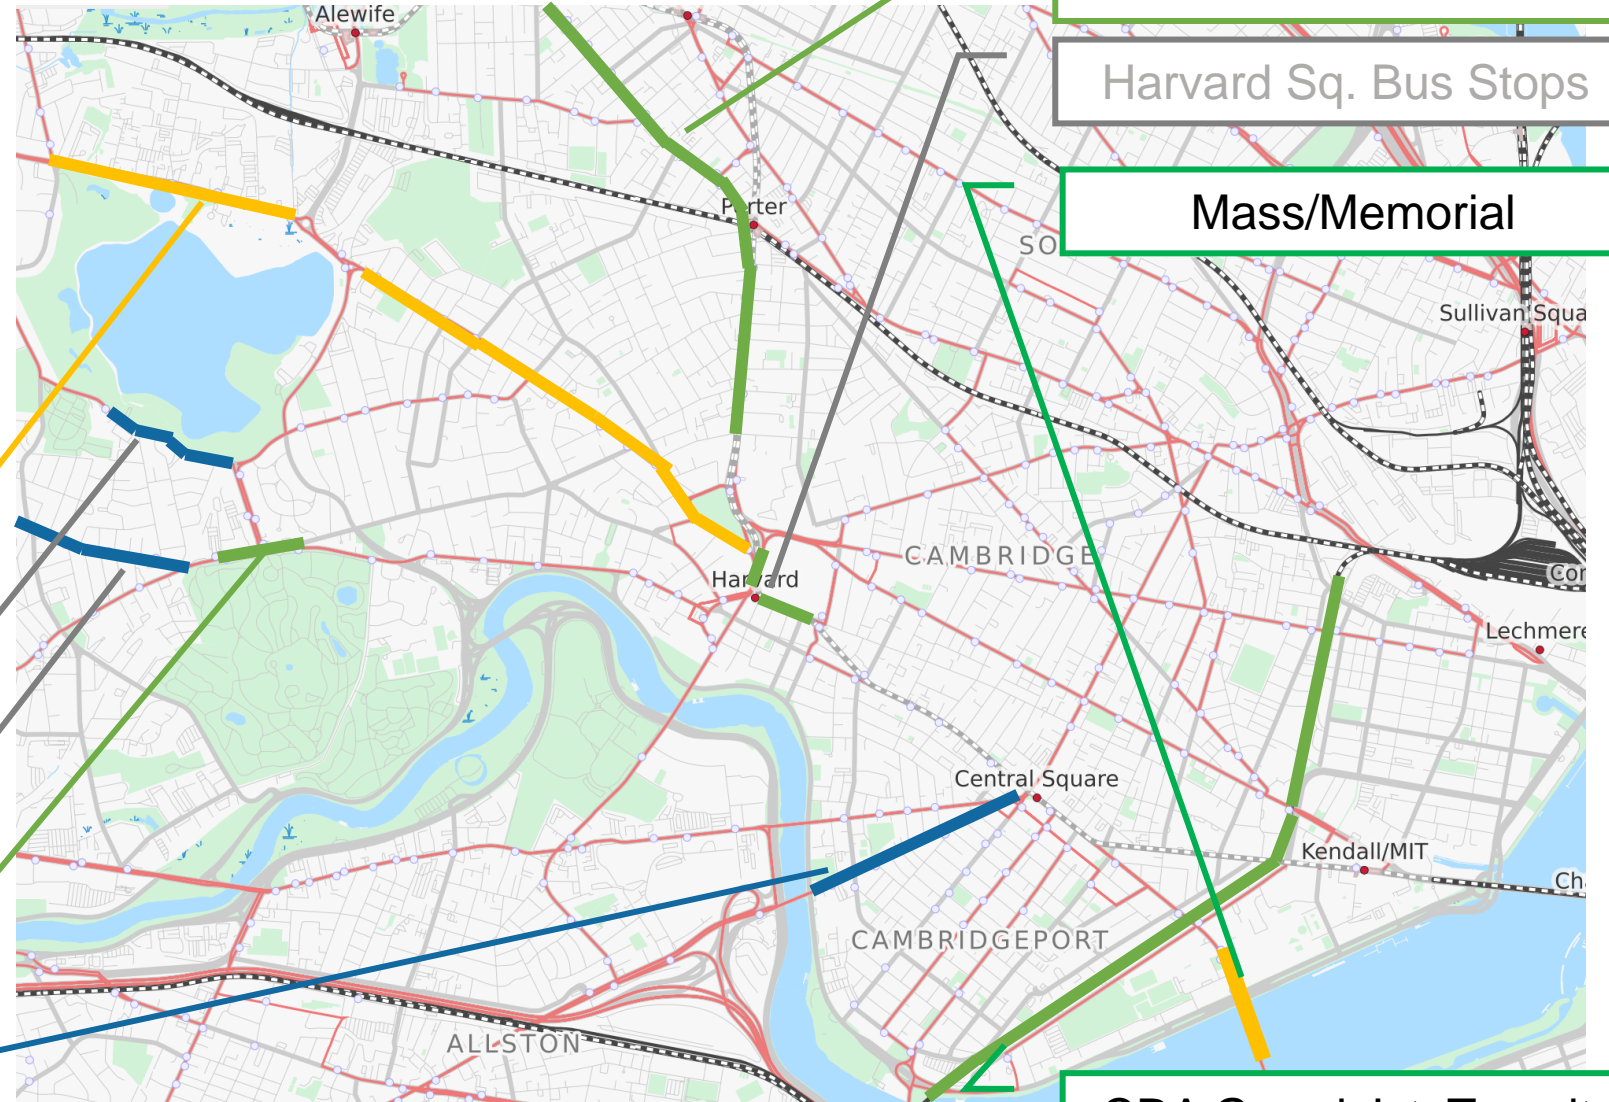 Alewife
Harvard Sq. Bus Stops
Mass/Memorial
Porter
SO
Sullivan Squa
CAMBRIDGE
Harvard
Con
Lechmere
Central Square
Kendall/MIT
Ch
CAMBRIDGEPORT
ALLSTON